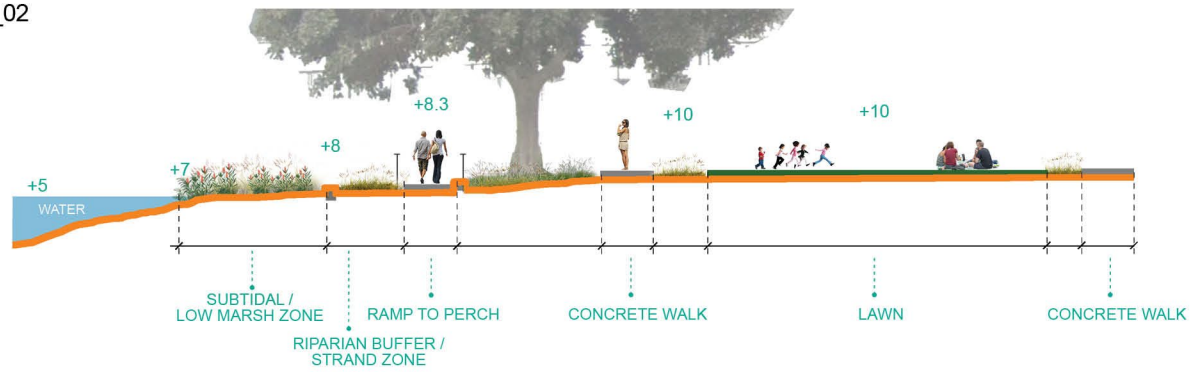 _02
+8.3
+10
+10
+8
+7
+5
WATER
SUBTIDAL /
LOW MARSH ZONE
RAMP TO PERCH
CONCRETE WALK
LAWN
CONCRETE WALK
RIPARIAN BUFFER /
STRAND ZONE